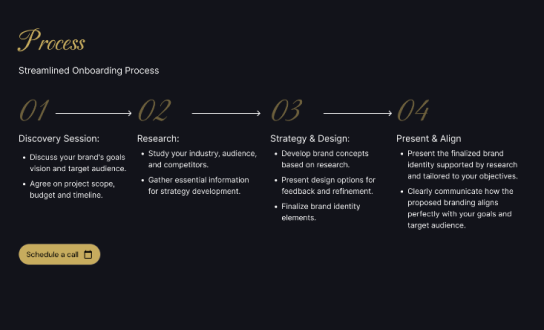 Process
Streamlined Onboarding Process
01
02
03
04
Discovery Session:
• Discuss your brand's goals
vision and target audience.
• Agree on project scope,
budget and timeline.
Research:
• Study your industry, audience,
and competitors.
• Gather essential information
for strategy development.
Strategy & Design:
• Develop brand concepts
based on research.
• Present design options for
feedback and refinement.
• Finalize brand identity
elements.
Present & Align
• Present the finalized brand
identity supported by research
and tailored to your objectives.
• Clearly communicate how the
proposed branding aligns
perfectly with your goals and
target audience.
Schedule a call